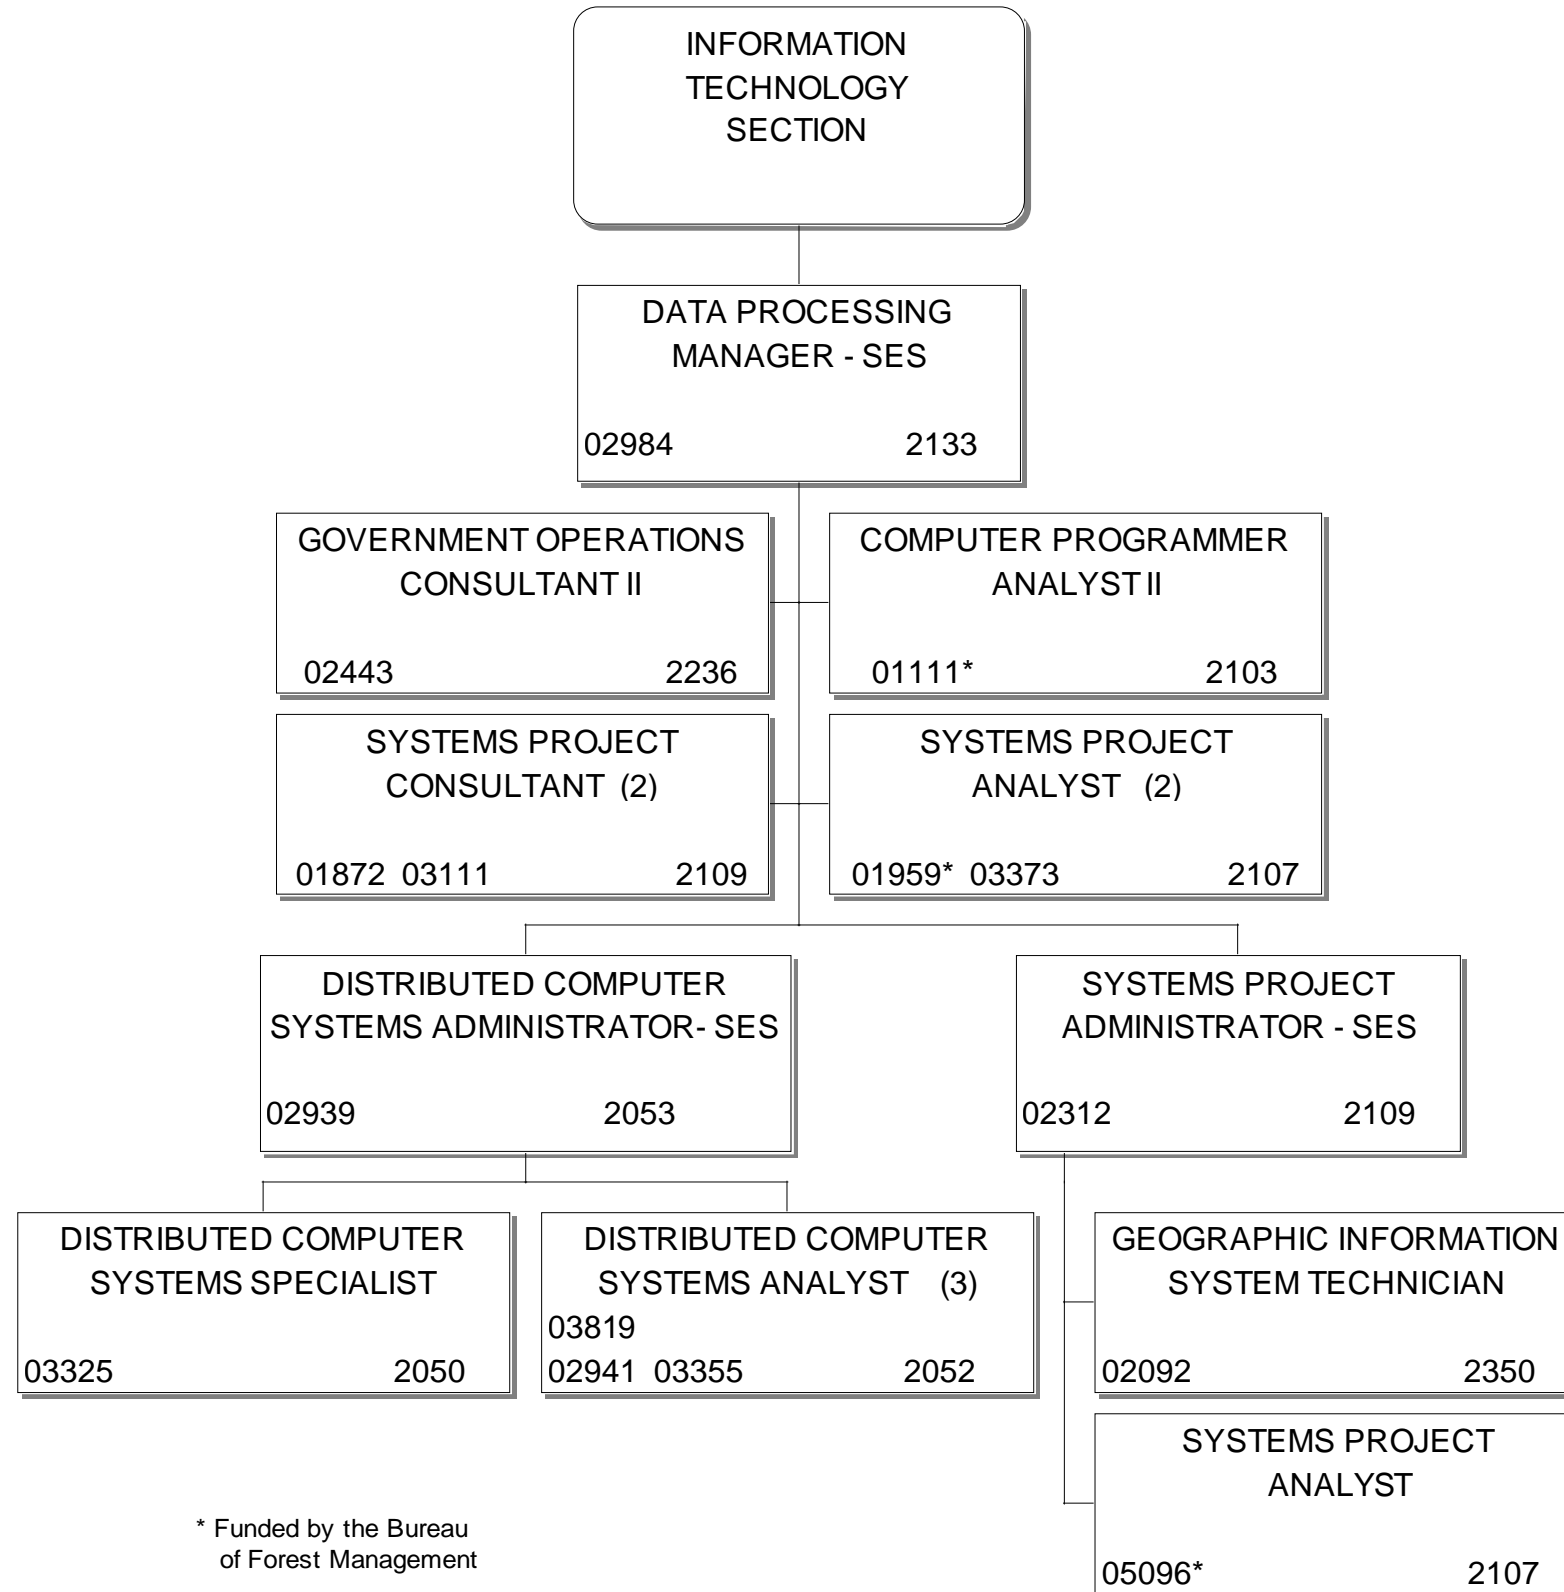 INFORMATION
TECHNOLOGY
SECTION
DATA PROCESSING
MANAGER - SES
02984 2133
GOVERNMENT OPERATIONS
CONSULTANT II
02443 2236
COMPUTER PROGRAMMER
ANALYST II
01111* 2103
SYSTEMS PROJECT
CONSULTANT (2)
01872 03111 2109
SYSTEMS PROJECT
ANALYST (2)
01959* 03373 2107
DISTRIBUTED COMPUTER
SYSTEMS ADMINISTRATOR- SES
02939 2053
SYSTEMS PROJECT
ADMINISTRATOR - SES
02312 2109
DISTRIBUTED COMPUTER
SYSTEMS SPECIALIST
03325 2050
DISTRIBUTED COMPUTER
SYSTEMS ANALYST (3)
03819
02941 03355 2052
GEOGRAPHIC INFORMATION
SYSTEM TECHNICIAN
02092 2350
SYSTEMS PROJECT
ANALYST
05096* 2107
* Funded by the Bureau
of Forest Management